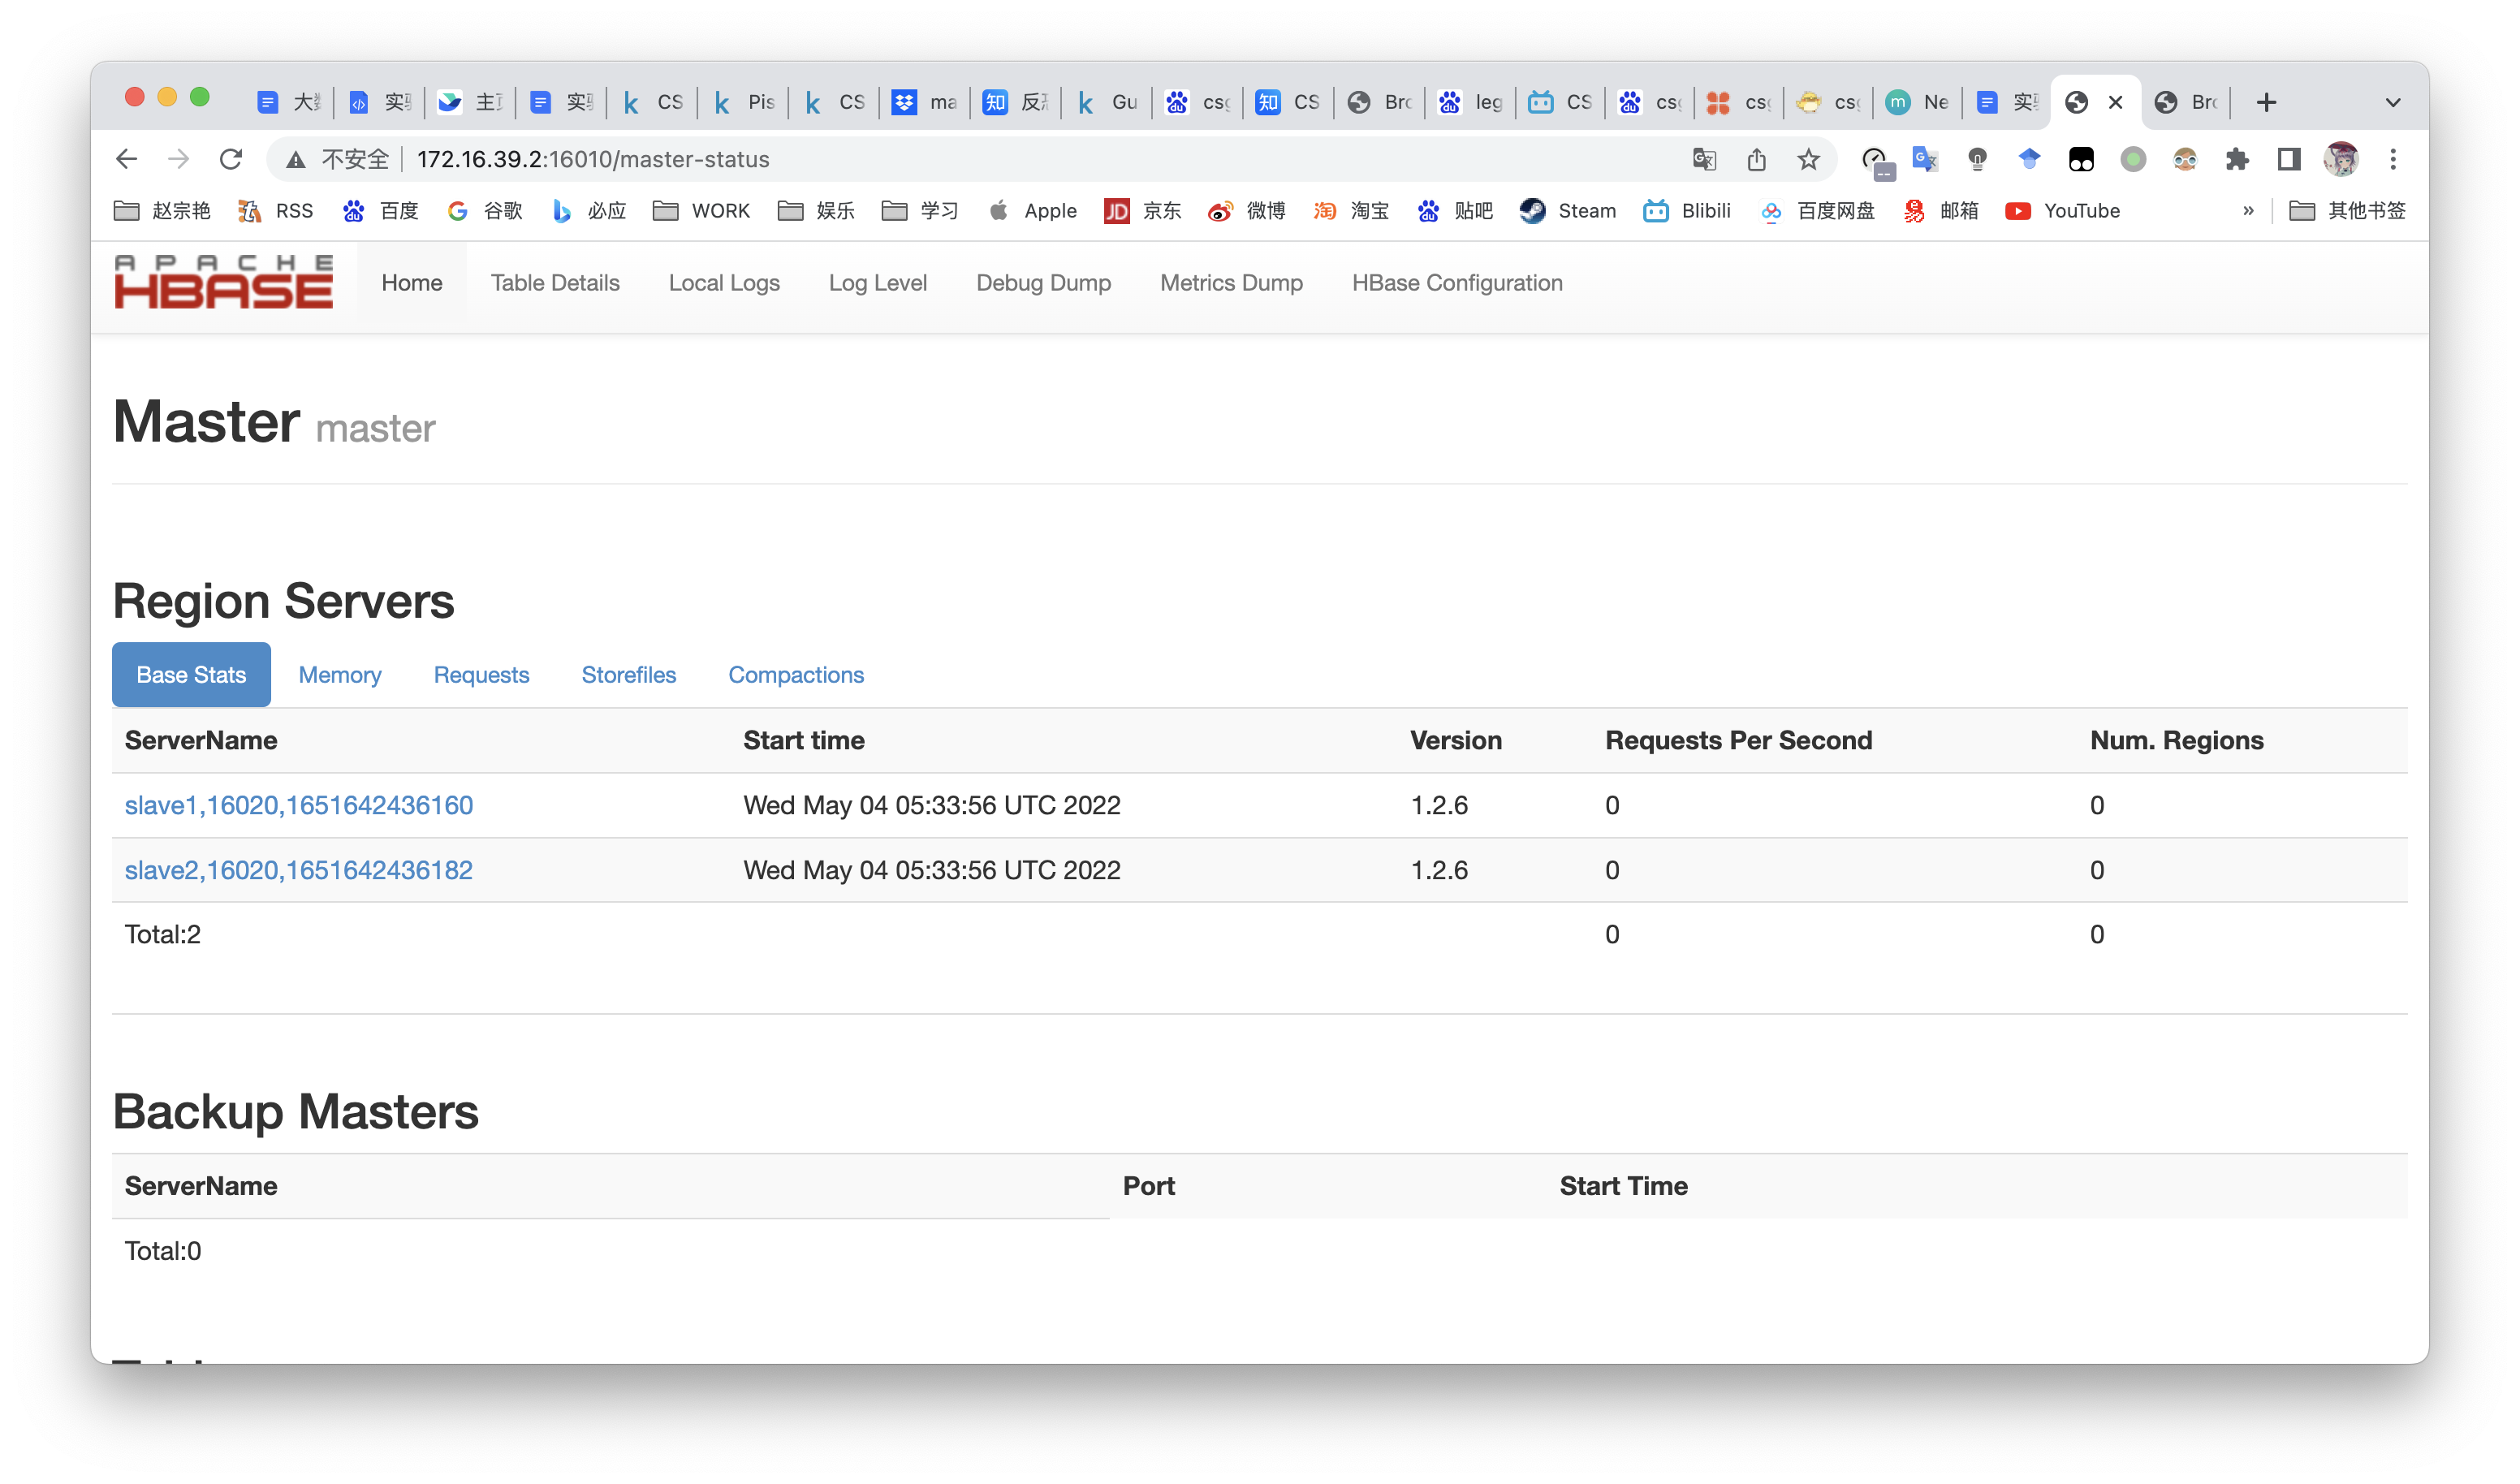 大 实 主 实 CS Pis CS ma 知 反 Gu cs 知 CS Bro leg CS cs cs cs Ne 实 Bro
不安全 172.16.39.2:16010/master-status
赵宗艳 RSS 百度 谷歌 必应 WORK 娱乐 学习 Apple JD 京东 微博 淘 淘宝 贴吧 Steam Blibili 百度网盘 邮箱 YouTube » 其他书签
APACHE
HBASE
Home Table Details Local Logs Log Level Debug Dump Metrics Dump HBase Configuration
Master master
Region Servers
Base Stats Memory Requests Storefiles Compactions
ServerName Start time Version Requests Per Second Num. Regions
slave1,16020,1651642436160 Wed May 04 05:33:56 UTC 2022 1.2.6 0 0
slave2,16020,1651642436182 Wed May 04 05:33:56 UTC 2022 1.2.6 0 0
Total:2 0 0
Backup Masters
ServerName Port Start Time
Total:0